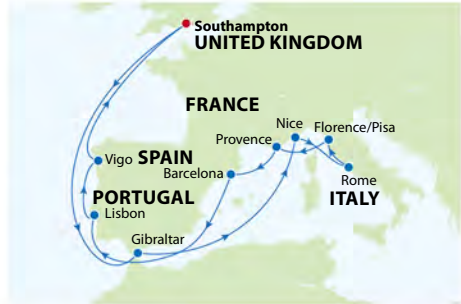 Southampton
UNITED KINGDOM
FRANCE
Nice
Florence/Pisa
Provence
Vigo
SPAIN
Barcelona
Rome
PORTUGAL
ITALY
Lisbon
Gibraltar